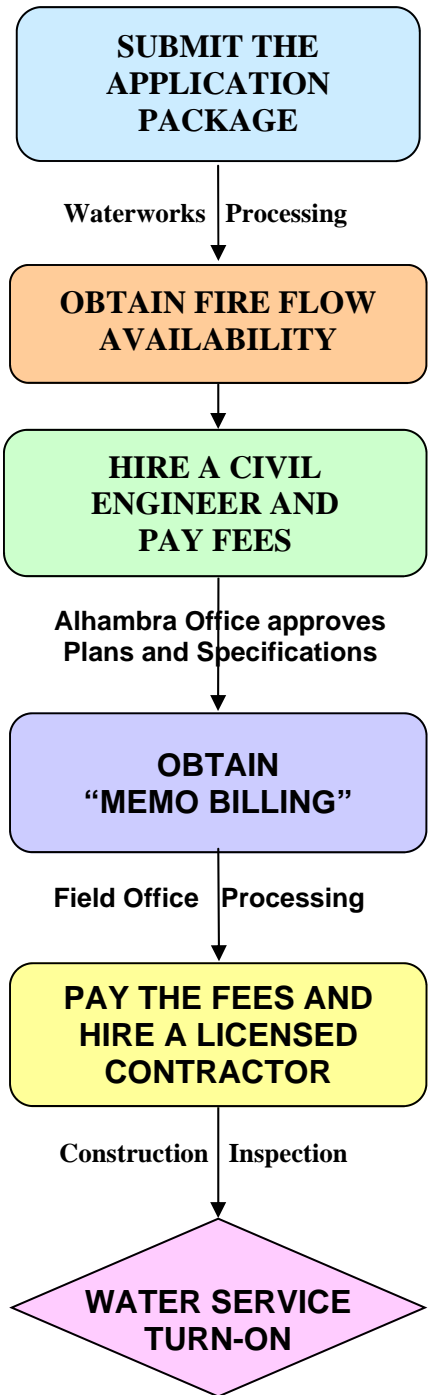 SUBMIT THE
APPLICATION
PACKAGE
Waterworks Processing
OBTAIN FIRE FLOW
AVAILABILITY
HIRE A CIVIL
ENGINEER AND
PAY FEES
Alhambra Office approves
Plans and Specifications
OBTAIN
“MEMO BILLING”
Field Office Processing
PAY THE FEES AND
HIRE A LICENSED
CONTRACTOR
Construction Inspection
WATER SERVICE
TURN-ON